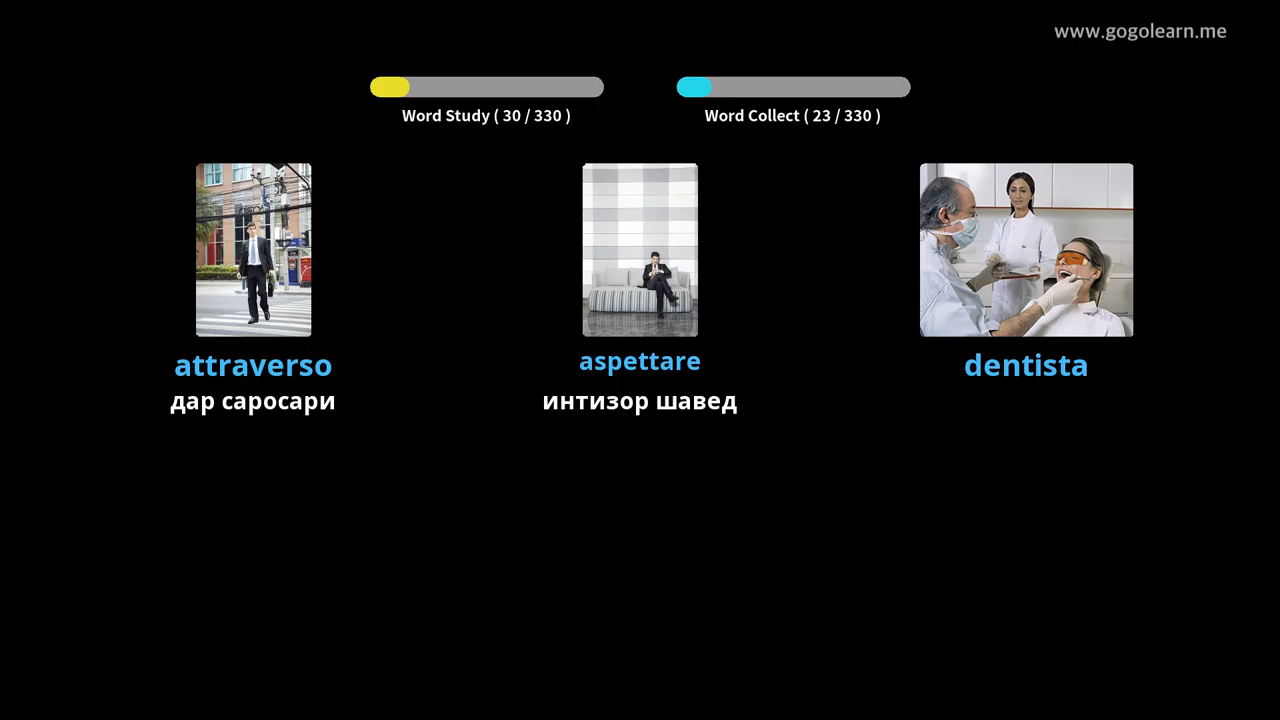 www.gogolearn.me
Word Study ( 30 / 330 )
Word Collect ( 23 / 330 )
attraverso
дар саросари
aspettare
интизор шавед
dentista